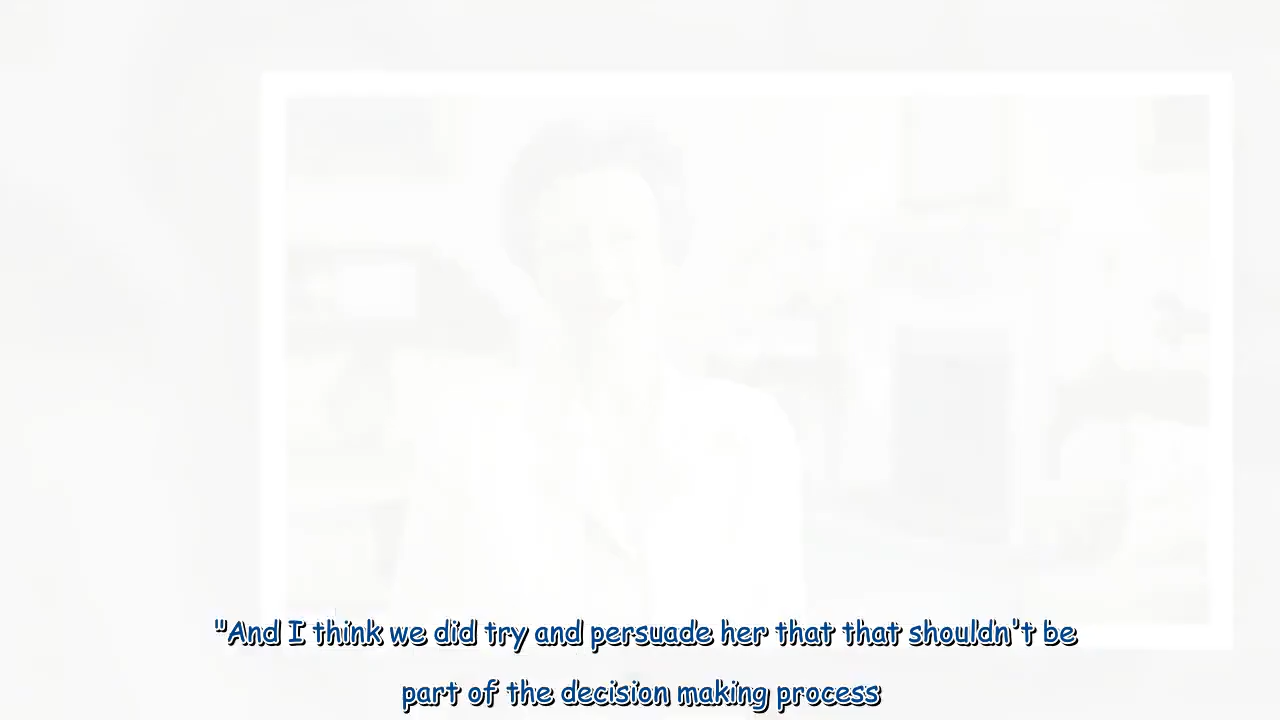 "And I think we did try and persuade her that that shouldn't be
part of the decision making process